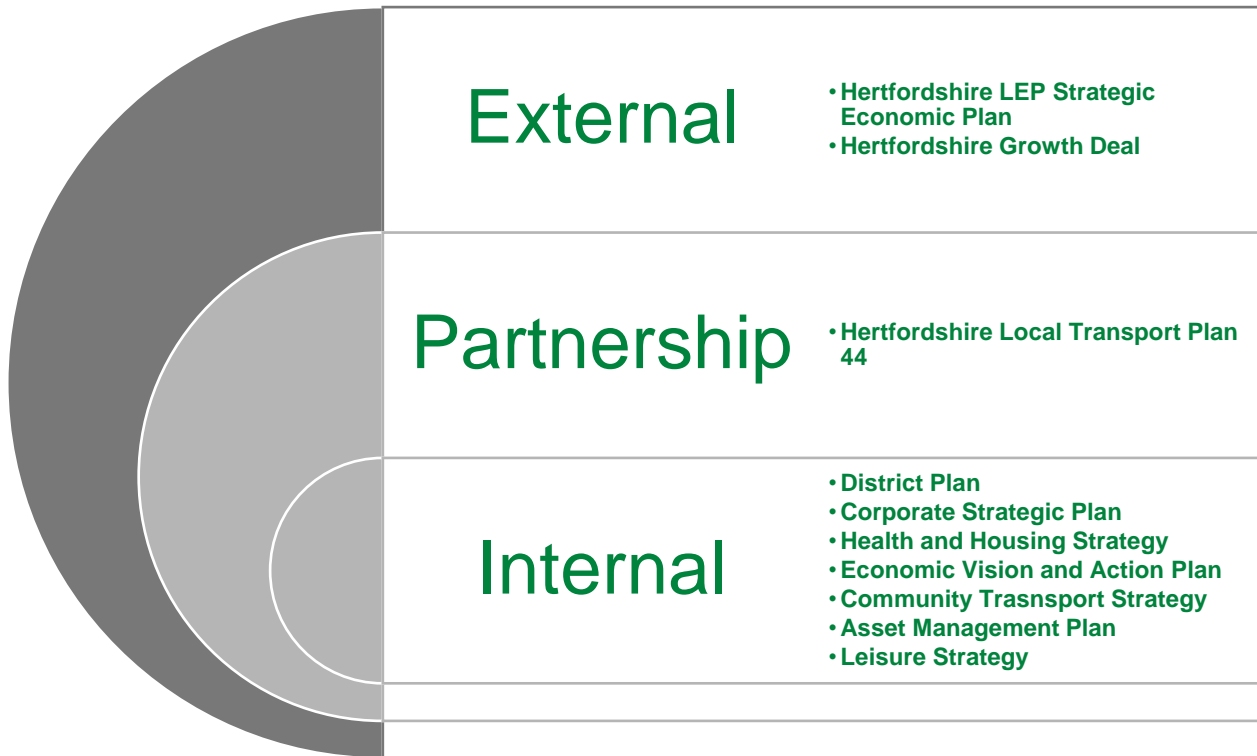 External
• Hertfordshire LEP Strategic
Economic Plan
• Hertfordshire Growth Deal
Partnership
• Hertfordshire Local Transport Plan
44
Internal
• District Plan
• Corporate Strategic Plan
• Health and Housing Strategy
• Economic Vision and Action Plan
• Community Trasnsport Strategy
• Asset Management Plan
• Leisure Strategy